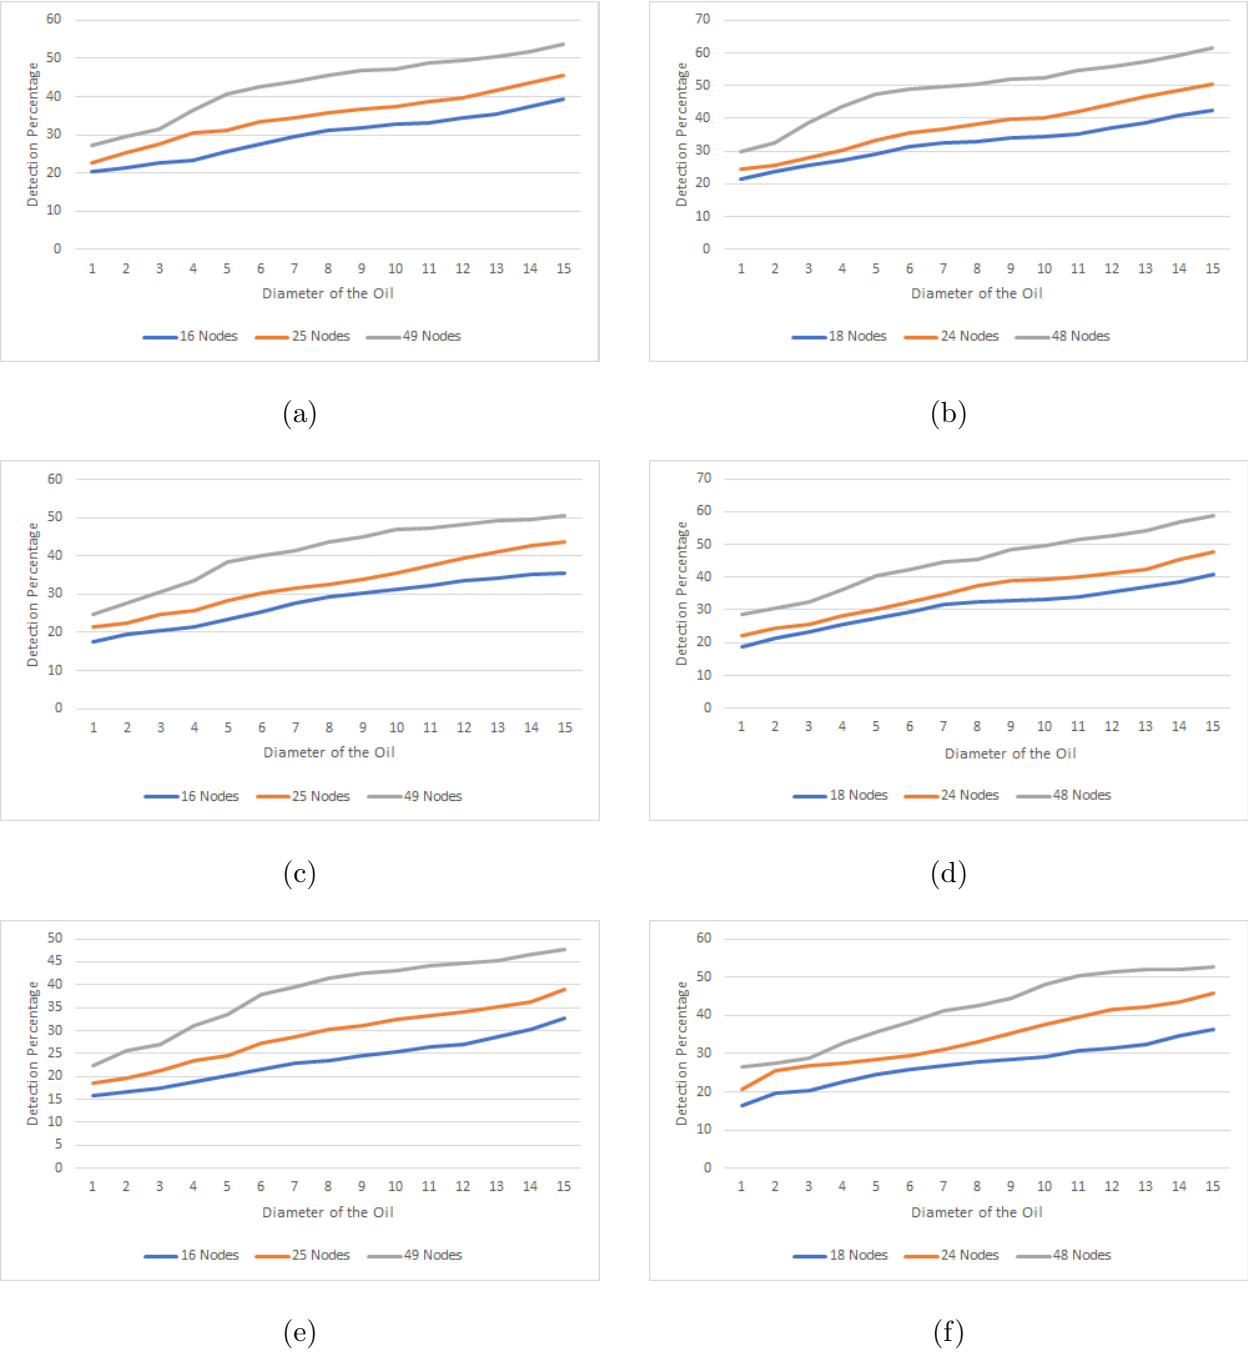 60
50
40
30
20
10
0
Detection Percentage
1 2 3 4 5 6 7 8 9 10 11 12 13 14 15
Diameter of the Oil
16 Nodes 25 Nodes 49 Nodes
(a)
70
60
50
40
30
20
10
0
Detection Percentage
1 2 3 4 5 6 7 8 9 10 11 12 13 14 15
Diameter of the Oil
18 Nodes 24 Nodes 48 Nodes
(b)
60
50
40
30
20
10
0
Detection Percentage
1 2 3 4 5 6 7 8 9 10 11 12 13 14 15
Diameter of the Oil
16 Nodes 25 Nodes 49 Nodes
(c)
70
60
50
40
30
20
10
0
Detection Percentage
1 2 3 4 5 6 7 8 9 10 11 12 13 14 15
Diameter of the Oil
18 Nodes 24 Nodes 48 Nodes
(d)
50
45
40
35
30
25
20
15
10
5
0
Detection Percentage
1 2 3 4 5 6 7 8 9 10 11 12 13 14 15
Diameter of the Oil
16 Nodes 25 Nodes 49 Nodes
(e)
60
50
40
30
20
10
0
Detection Percentage
1 2 3 4 5 6 7 8 9 10 11 12 13 14 15
Diameter of the Oil
18 Nodes 24 Nodes 48 Nodes
(f)